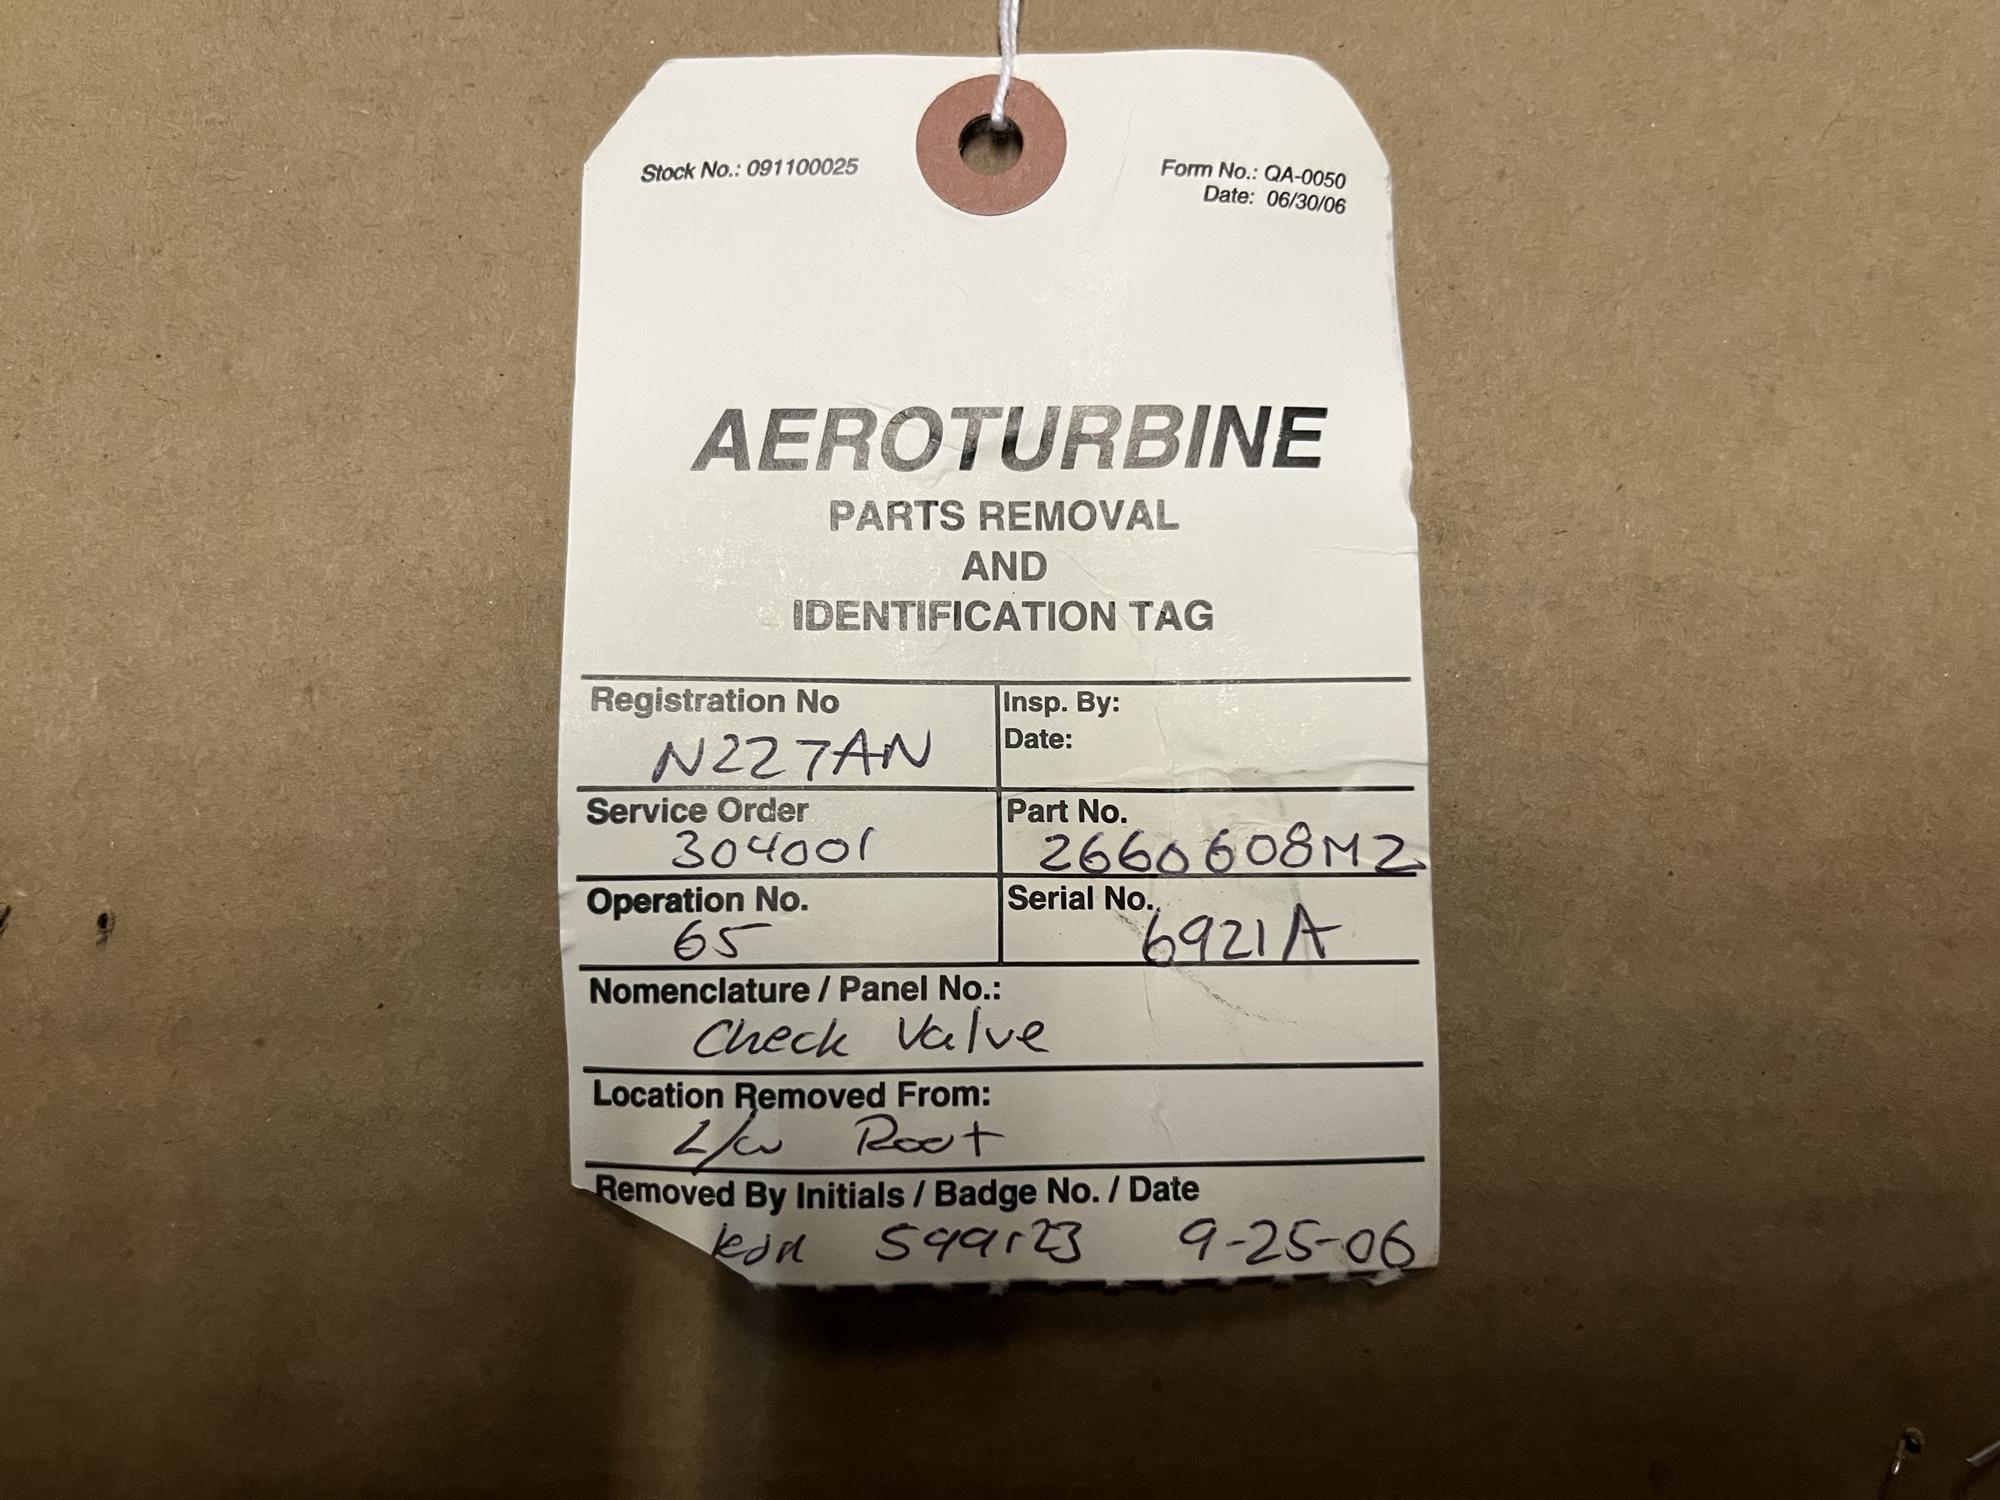 Stock No.: 091100025
Form No.: QA-0050
Date: 06/30/06
AEROTURBINE
PARTS REMOVAL
AND
IDENTIFICATION TAG
Registration No
N227AN
Insp. By:
Date:
Service Order
304001
Part No.
2660608M2
Operation No.
65
Serial No.
6921A
Nomenclature / Panel No.:
Check Valve
Location Removed From:
L/W Root
Removed By Initials / Badge No. / Date
9-25-06